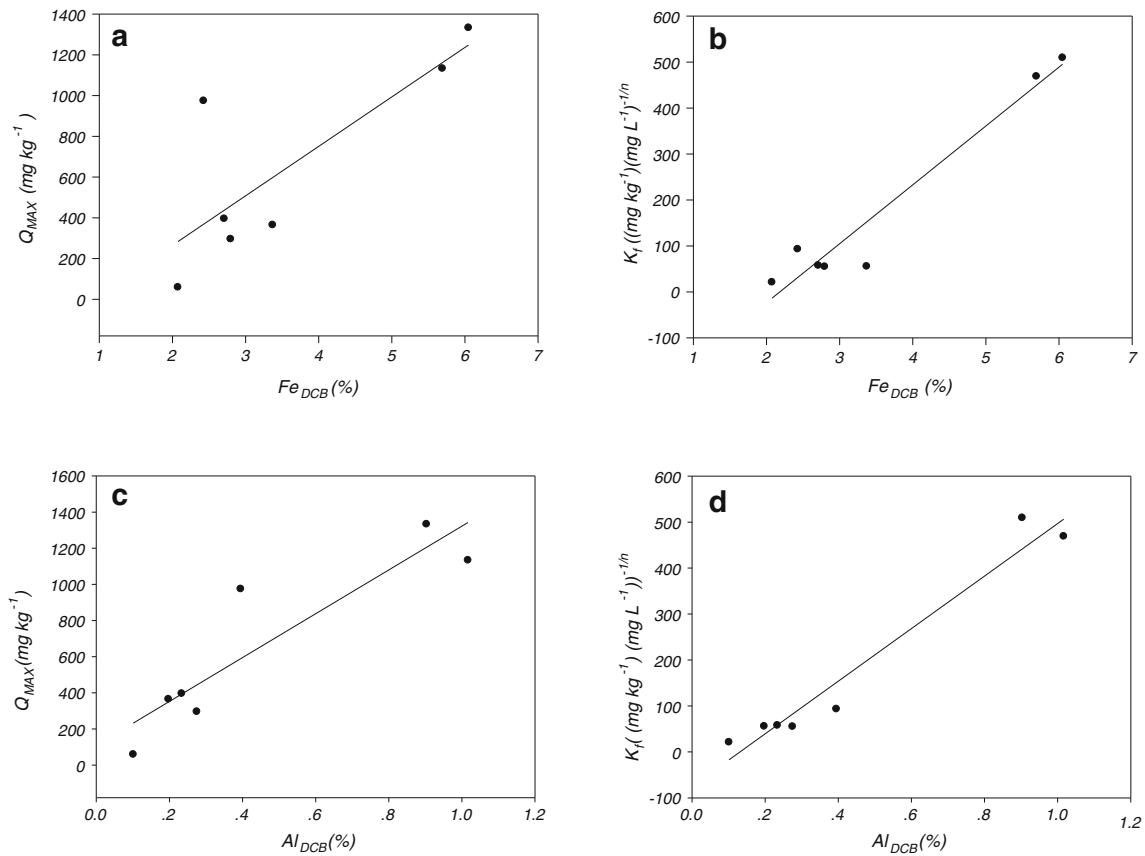 a
1400
1200
1000
800
600
400
200
0
Q_MAX (mg kg⁻¹ )
1 2 3 4 5 6 7
Fe_DCB (%)
b
600
500
400
300
200
100
0
-100
K_f ((mg kg⁻¹)(mg L⁻¹)⁻¹/ⁿ
1 2 3 4 5 6 7
Fe_DCB (%)
c
1600
1400
1200
1000
800
600
400
200
0
Q_MAX (mg kg⁻¹)
0.0 .2 .4 .6 .8 1.0 1.2
Al_DCB (%)
d
600
500
400
300
200
100
0
-100
K_f( (mg kg⁻¹) (mg L⁻¹))⁻¹/ⁿ
0.0 .2 .4 .6 .8 1.0 1.2
Al_DCB (%)